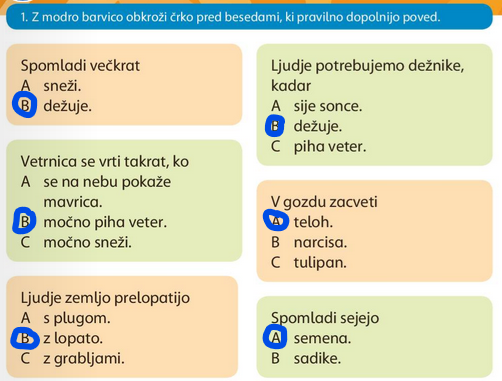 1. Z modro barvico obkroži črko pred besedami, ki pravilno dopolnijo poved.
Spomladi večkrat
A sneži.
B dežuje.
Vetrnica se vrti takrat, ko
A se na nebu pokaže
mavrica.
B močno piha veter.
C močno sneži.
Ljudje zemljo prelopatijo
A s plugom.
B z lopato.
C z grabljami.
Ljudje potrebujemo dežnike,
kadar
A sije sonce.
B dežuje.
C piha veter.
V gozdu zacveti
A teloh.
B narcisa.
C tulipan.
Spomladi sejejo
A semena.
B sadike.